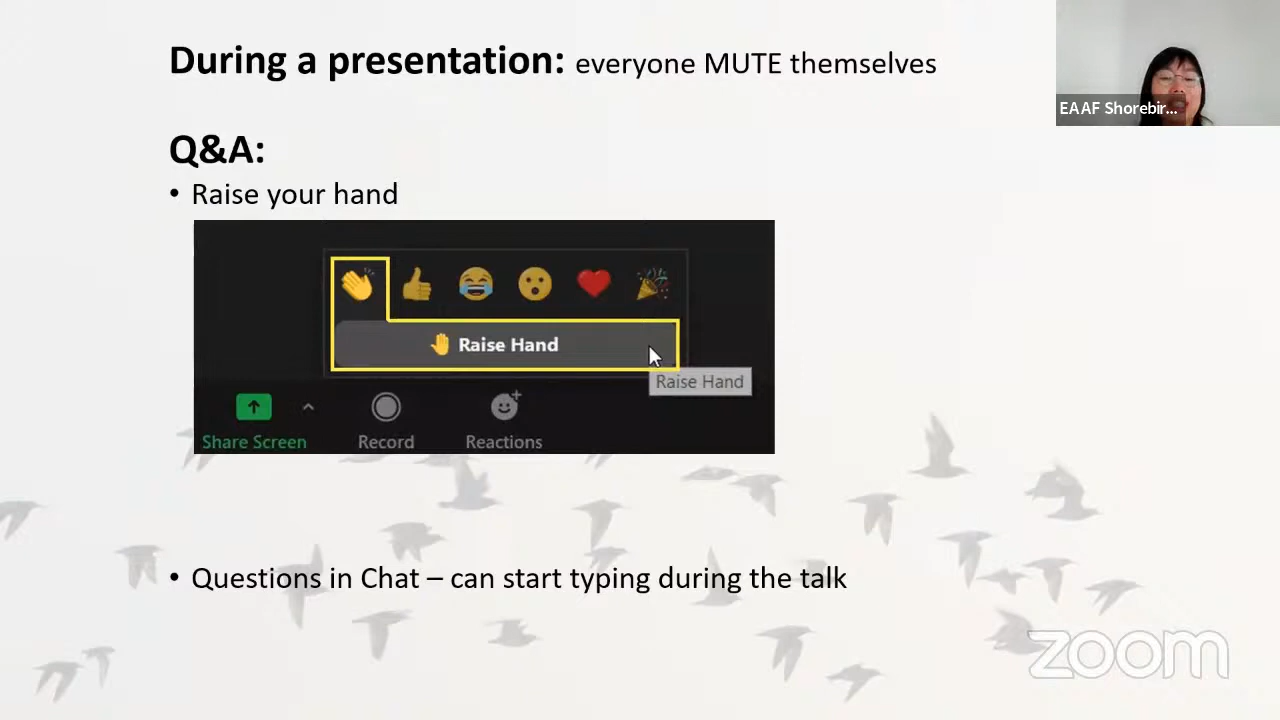 During a presentation: everyone MUTE themselves
EAAF Shorebir...
Q&A:
• Raise your hand
Raise Hand
Raise Hand
Share Screen
Record
Reactions
• Questions in Chat – can start typing during the talk
zoom